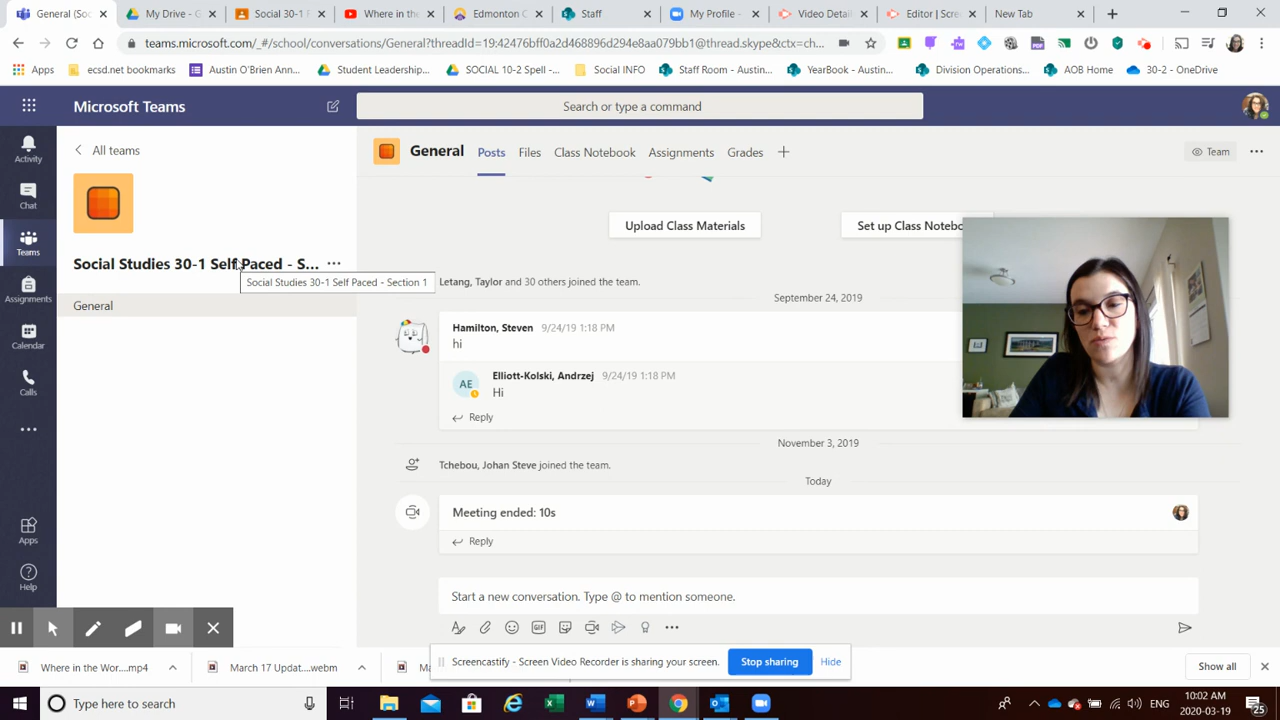 General (Soc
My Drive - G
Social 30-1 F
Where in the
Edmonton C
Staff
My Profile -
Video Detail
Editor | Scre
New Tab
teams.microsoft.com/_#/school/conversations/General?threadId=19:42476bff0a2d468896d294e8aa079bb1@thread.skype&ctx=ch...
Apps
ecsd.net bookmarks
Austin O'Brien Ann...
Student Leadership...
SOCIAL 10-2 Spell -...
Social INFO
Staff Room - Austin...
YearBook - Austin...
Division Operations...
AOB Home
30-2 - OneDrive
Microsoft Teams
Search or type a command
Activity
Chat
Teams
Assignments
Calendar
Calls
Apps
Help
All teams
Social Studies 30-1 Self Paced - S...
Social Studies 30-1 Self Paced - Section 1
General
General
Posts
Files
Class Notebook
Assignments
Grades
Team
Upload Class Materials
Set up Class Notebo
Letang, Taylor and 30 others joined the team.
September 24, 2019
Hamilton, Steven 9/24/19 1:18 PM
hi
AE
Elliott-Kolski, Andrzej 9/24/19 1:18 PM
Hi
Reply
November 3, 2019
Tchebou, Johan Steve joined the team.
Today
Meeting ended: 10s
Reply
Start a new conversation. Type @ to mention someone.
GIF
Screencastify - Screen Video Recorder is sharing your screen.
Stop sharing
Hide
Where in the Wor....mp4
March 17 Updat....webm
Show all
Type here to search
ENG
10:02 AM
2020-03-19
25